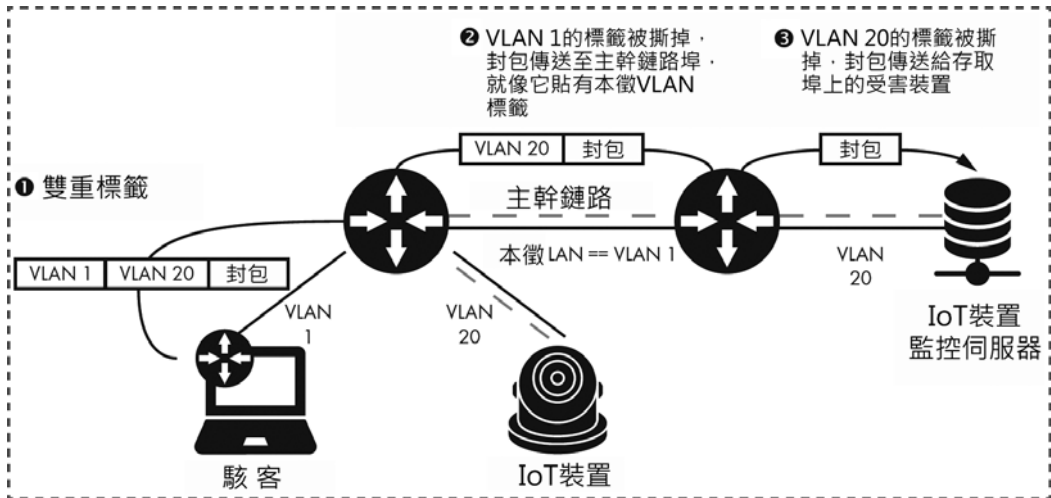 ❷ VLAN 1的標籤被撕掉，
封包傳送至主幹鏈路埠，
就像它貼有本徵VLAN
標籤
❸ VLAN 20的標籤被撕
掉，封包傳送給存取
埠上的受害裝置
VLAN 20 封包
封包
❶ 雙重標籤
主幹鏈路
VLAN 1 VLAN 20 封包
本徵LAN == VLAN 1
VLAN
20
VLAN
1
VLAN
20
IoT裝置
監控伺服器
駭 客
IoT裝置